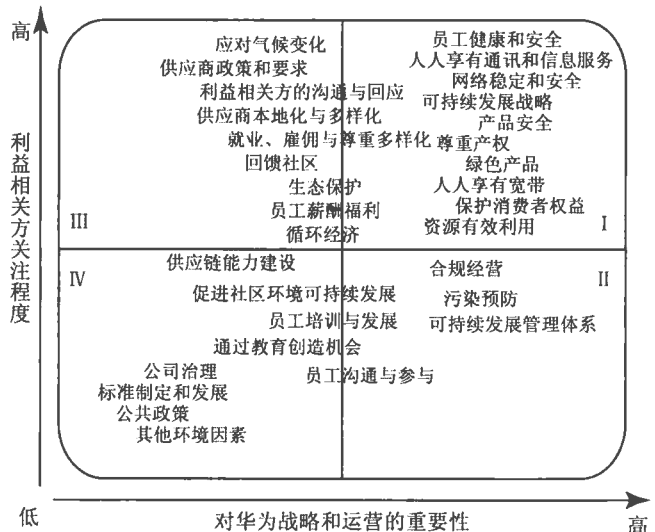 高
利益相关方关注程度
应对气候变化
供应商政策和要求
利益相关方的沟通与回应
供应商本地化与多样化
就业、雇佣与尊重多样化
回馈社区
生态保护
员工薪酬福利
循环经济
III
员工健康和安全
人人享有通讯和信息服务
网络稳定和安全
可持续发展战略
产品安全
尊重产权
绿色产品
人人享有宽带
保护消费者权益
资源有效利用
I
IV
供应链能力建设
促进社区环境可持续发展
员工培训与发展
通过教育创造机会
公司治理
员工沟通与参与
标准制定和发展
公共政策
其他环境因素
II
合规经营
污染预防
可持续发展管理体系
低
对华为战略和运营的重要性
高